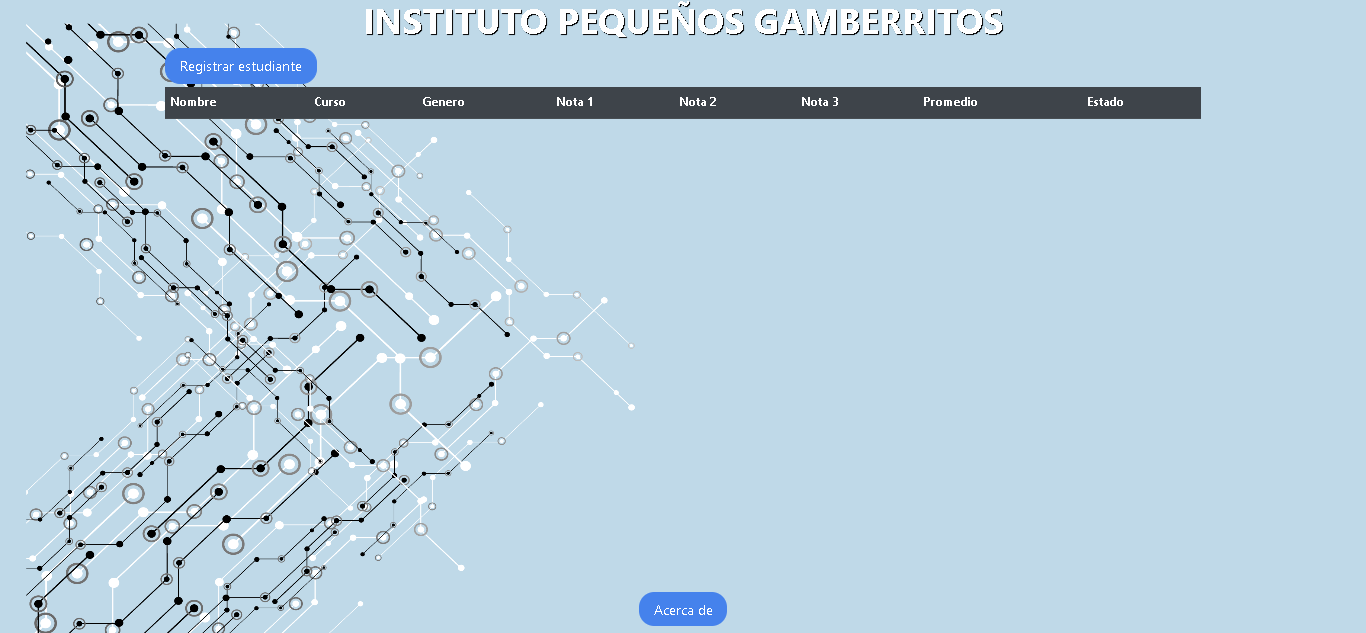 INSTITUTO PEQUEÑOS GAMBERRITOS
Registrar estudiante
Nombre Curso Genero Nota 1 Nota 2 Nota 3 Promedio Estado
Acerca de